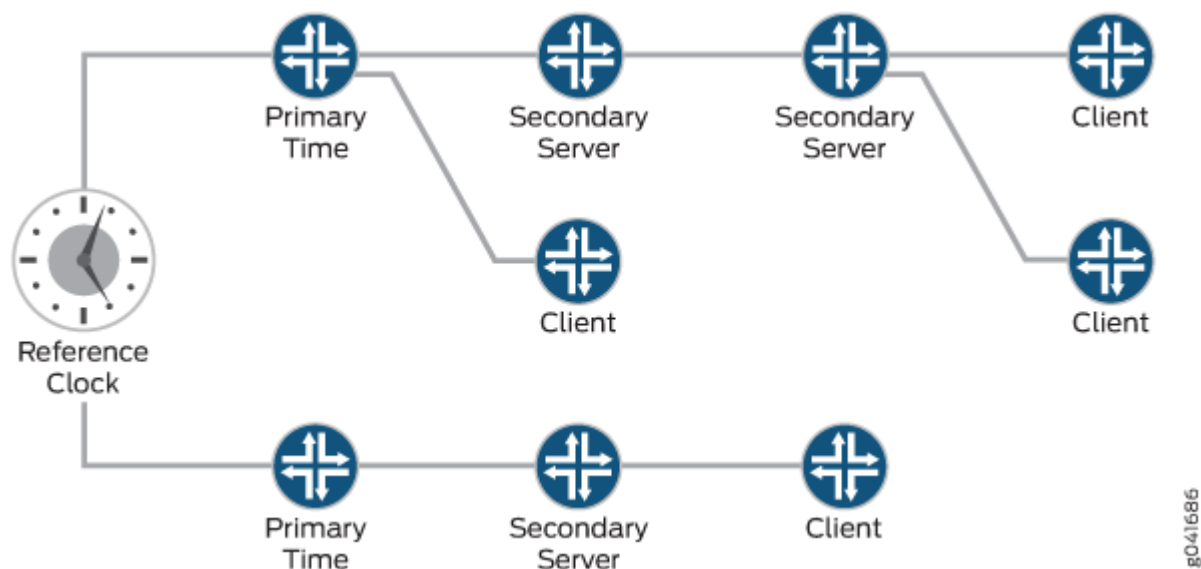 Primary
Time
Secondary
Server
Secondary
Server
Client
Client
Client
Reference
Clock
Primary
Time
Secondary
Server
Client
g041686